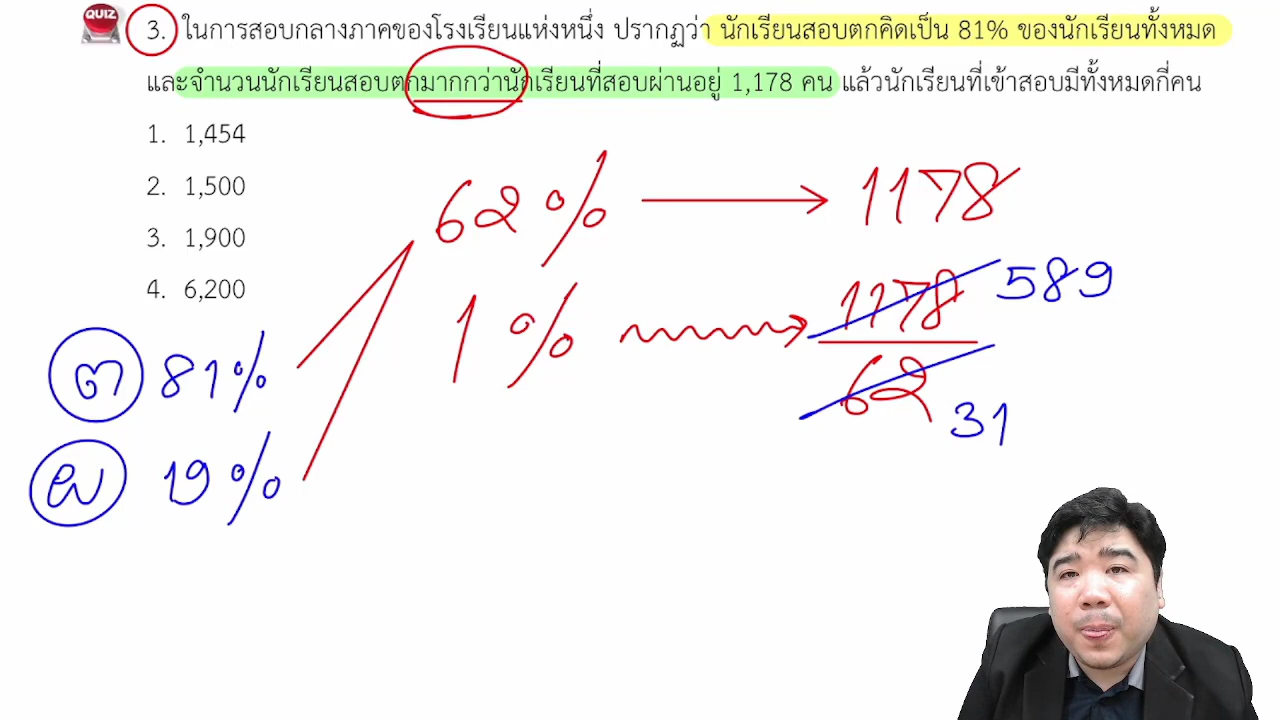 QUIZ
3. ในการสอบกลางภาคของโรงเรียนแห่งหนึ่ง ปรากฏว่า นักเรียนสอบตกคิดเป็น 81% ของนักเรียนทั้งหมด
และจำนวนนักเรียนสอบตกมากกว่านักเรียนที่สอบผ่านอยู่ 1,178 คน แล้วนักเรียนที่เข้าสอบมีทั้งหมดกี่คน
1. 1,454
2. 1,500
3. 1,900
4. 6,200
62% → 1178
1% → 1178 589
62 31
ต 81%
ผ 19%